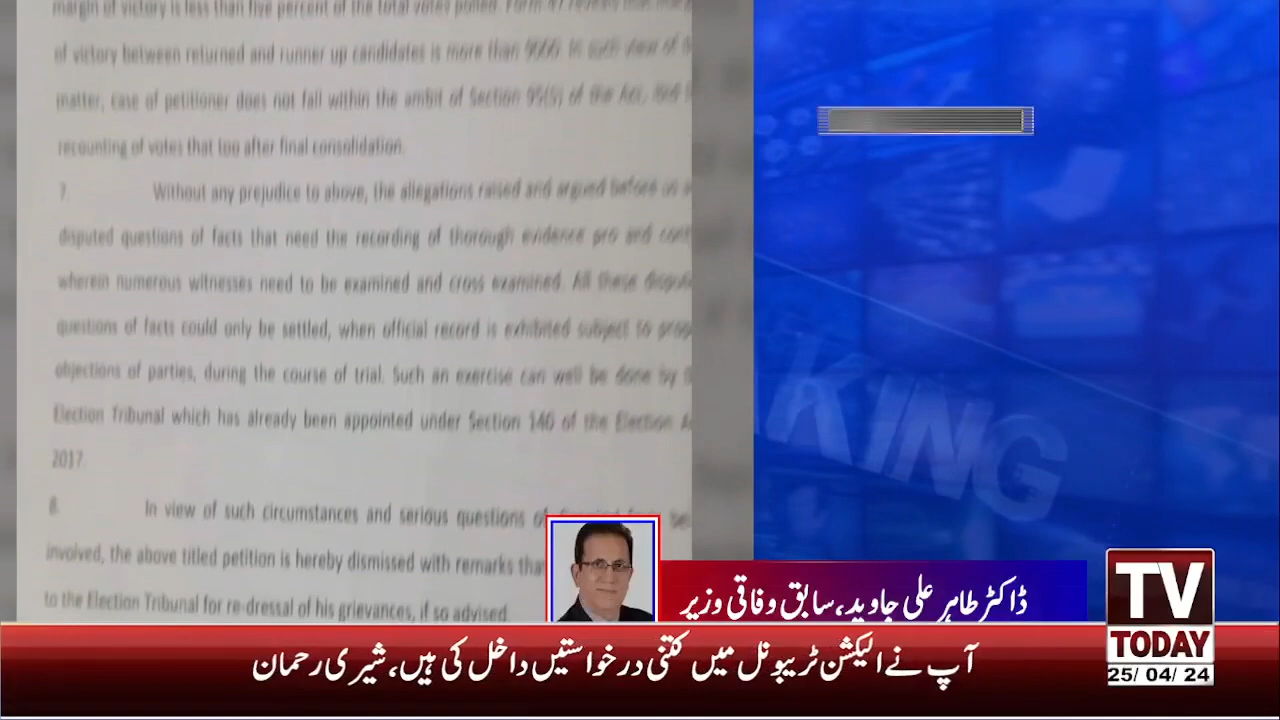 margin of victory is less than five percent of the total votes polled. Form 47 reveals that
of victory between returned and runner up candidates is more than 9666. In such view of
matter, case of petitioner does not fall within the ambit of Section 95(5) of the Act,
recounting of votes that too after final consolidation.
7. Without any prejudice to above, the allegations raised and argued before us
disputed questions of facts that need the recording of thorough evidence pro and
wherein numerous witnesses need to be examined and cross examined. All these
questions of facts could only be settled, when official record is exhibited subject to
objections of parties, during the course of trial. Such an exercise can well be done by
Election Tribunal which has already been appointed under Section 140 of the Election
2017.
8. In view of such circumstances and serious questions of
involved, the above titled petition is hereby dismissed with remarks
to the Election Tribunal for re-dressal of his grievances, if so advised.
KING
ڈاکٹر طاہر علی جاوید، سابق وفاقی وزیر
آپ نے الیکشن ٹریبونل میں کتنی درخواستیں داخل کی ہیں، شیری رحمان
TV
TODAY
25/ 04/ 24